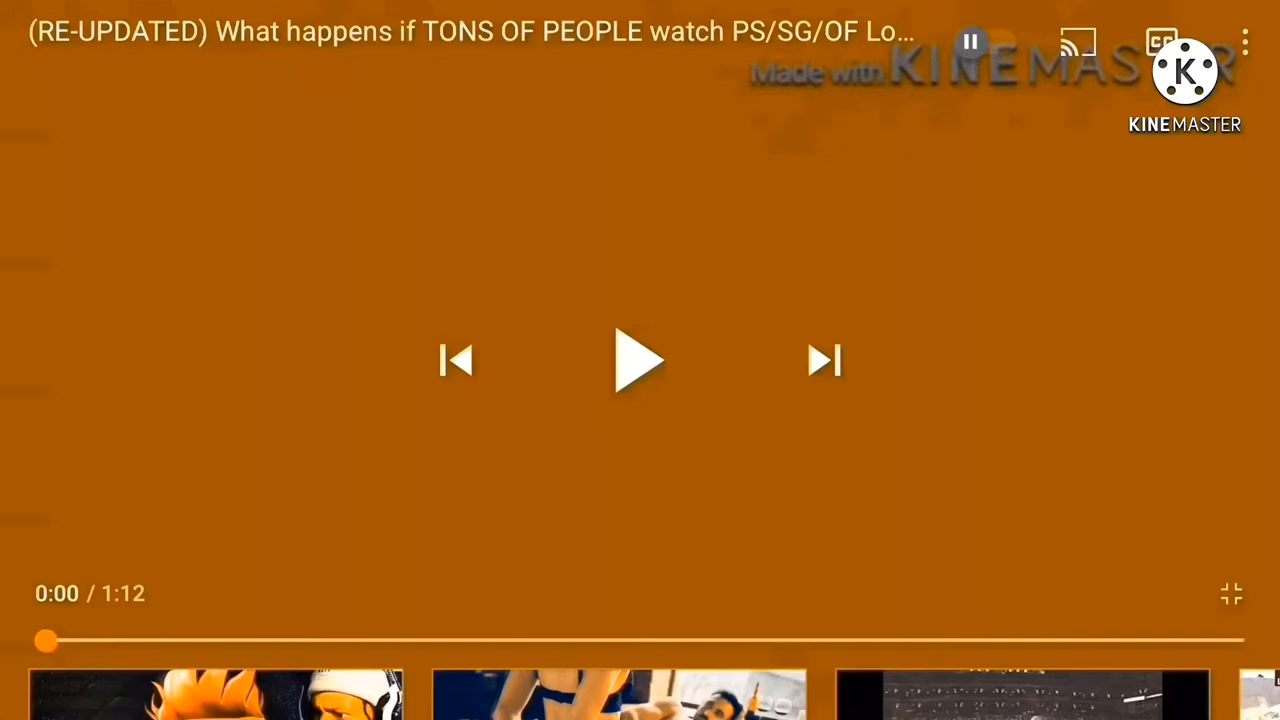 (RE-UPDATED) What happens if TONS OF PEOPLE watch PS/SG/OF Lo...
CC
Made with KINEMASTER
K
KINEMASTER
0:00 / 1:12